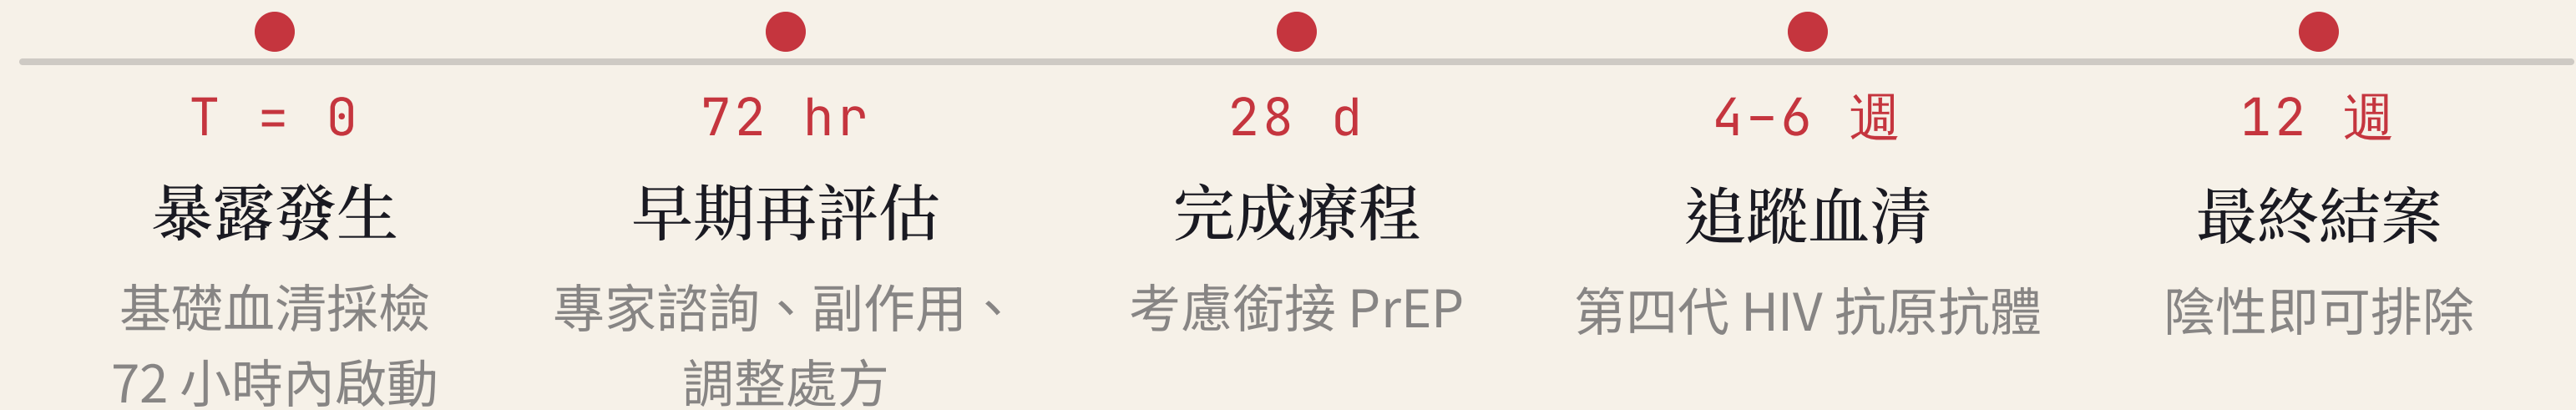 T = 0
暴露發生
基礎血清採檢
72 小時內啟動
72 hr
早期再評估
專家諮詢、副作用、
調整處方
28 d
完成療程
考慮銜接 PrEP
4–6 週
追蹤血清
第四代 HIV 抗原抗體
12 週
最終結案
陰性即可排除